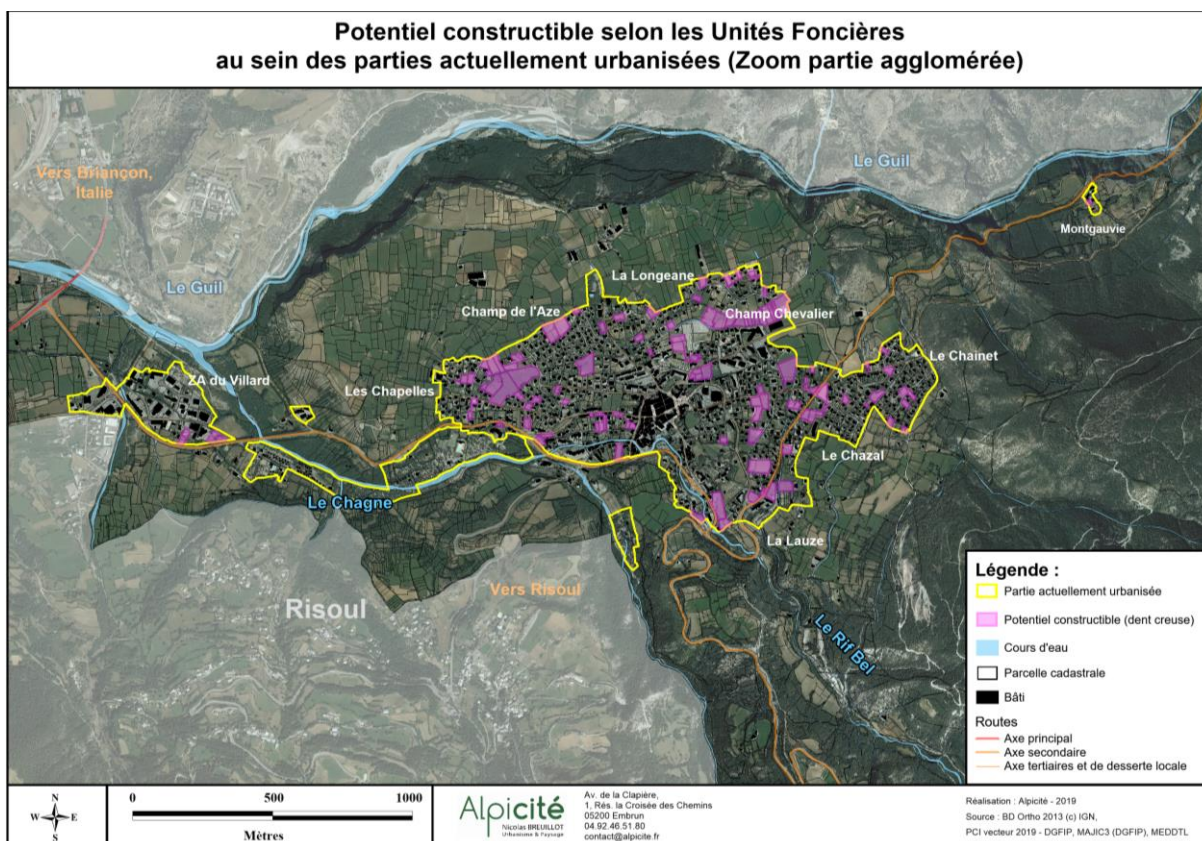 Potentiel constructible selon les Unités Foncières
au sein des parties actuellement urbanisées (Zoom partie agglomérée)
Vers Briançon,
Italie
Le Guil
Le Guil
Montgauvie
La Longeane
Champ de l'Aze
Champ Chevalier
Le Chainet
ZA du Villard
Les Chapelles
Le Chazal
Le Chagne
La Lauze
Vers Risoul
Risoul
Le Rif Bel
Légende :
Partie actuellement urbanisée
Potentiel constructible (dent creuse)
Cours d'eau
Parcelle cadastrale
Bâti
Routes
Axe principal
Axe secondaire
Axe tertiaires et de desserte locale
N
W E
S
0 500 1000
Mètres
Alpicité
Nicolas BREUILLOT
Urbanisme & Paysage
Av. de la Clapière,
1, Rés. la Croisée des Chemins
05200 Embrun
04.92.46.51.80
contact@alpicite.fr
Réalisation : Alpicité - 2019
Source : BD Ortho 2013 (c) IGN,
PCI vecteur 2019 - DGFIP, MAJIC3 (DGFIP), MEDDTL